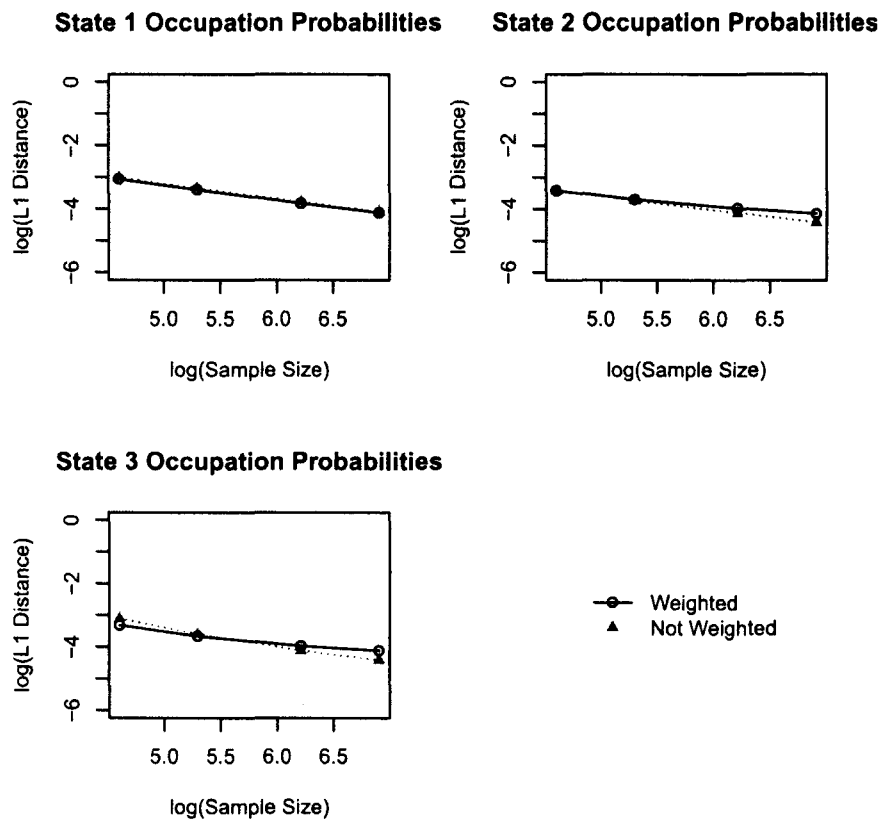 State 1 Occupation Probabilities
0
−2
−4
−6
log(L1 Distance)
5.0 5.5 6.0 6.5
log(Sample Size)
State 2 Occupation Probabilities
0
−2
−4
−6
log(L1 Distance)
5.0 5.5 6.0 6.5
log(Sample Size)
State 3 Occupation Probabilities
0
−2
−4
−6
log(L1 Distance)
5.0 5.5 6.0 6.5
log(Sample Size)
Weighted
Not Weighted